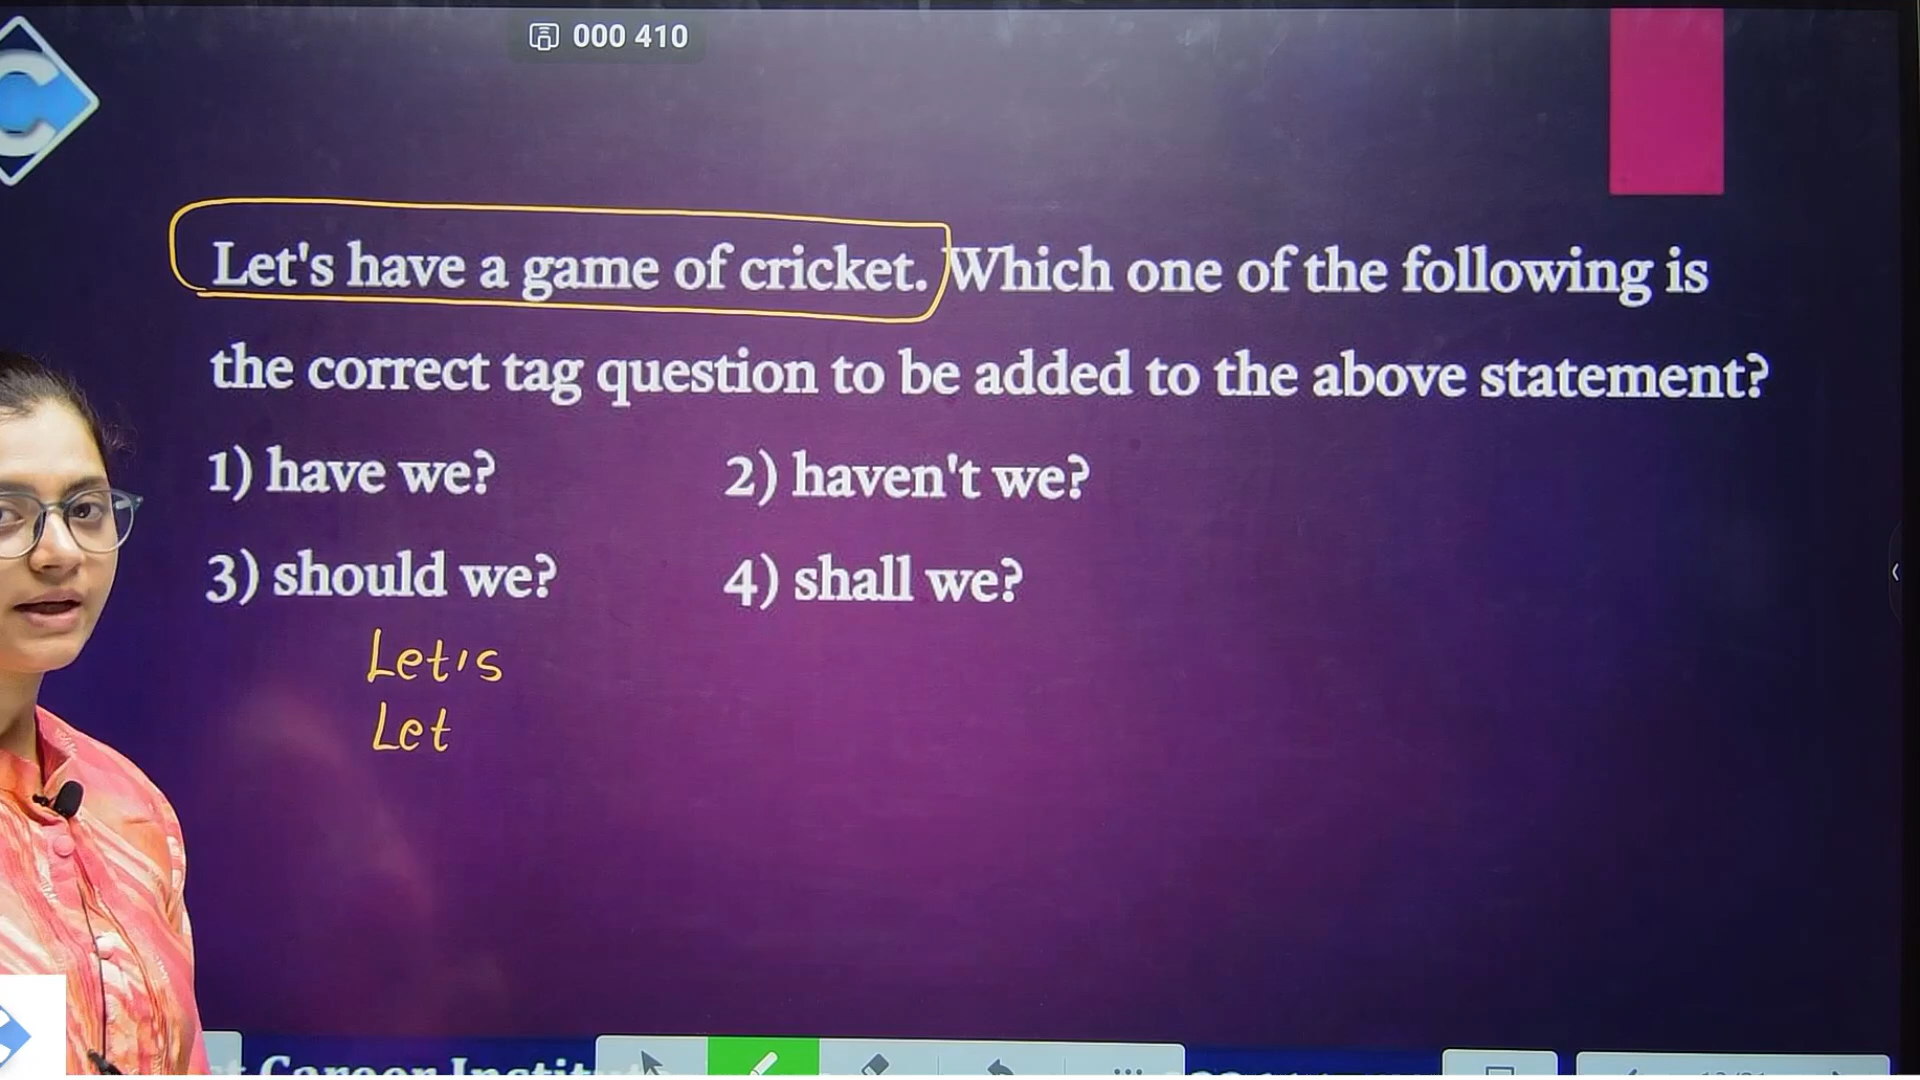 000 410
Let's have a game of cricket. Which one of the following is
the correct tag question to be added to the above statement?
1) have we? 2) haven't we?
3) should we? 4) shall we?
Let's
Let
Career